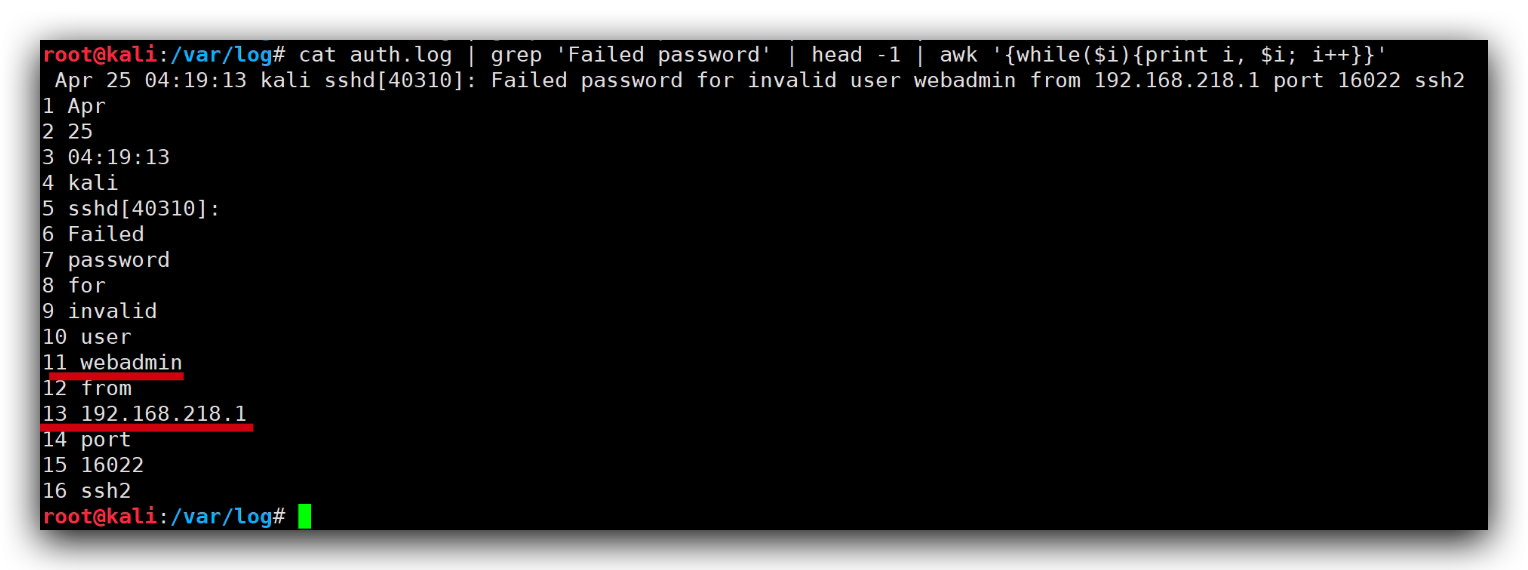 root@kali:/var/log# cat auth.log | grep 'Failed password' | head -1 | awk '{while($i){print i, $i; i++}}'
 Apr 25 04:19:13 kali sshd[40310]: Failed password for invalid user webadmin from 192.168.218.1 port 16022 ssh2
1 Apr
2 25
3 04:19:13
4 kali
5 sshd[40310]:
6 Failed
7 password
8 for
9 invalid
10 user
11 webadmin
12 from
13 192.168.218.1
14 port
15 16022
16 ssh2
root@kali:/var/log#